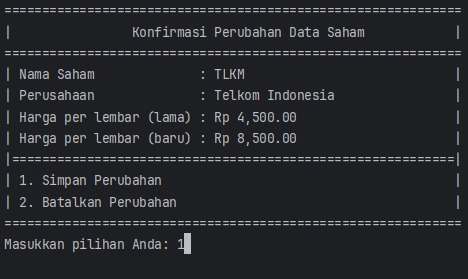 =============================================================
|                Konfirmasi Perubahan Data Saham            |
=============================================================
| Nama Saham              : TLKM                            |
| Perusahaan              : Telkom Indonesia                |
| Harga per lembar (lama) : Rp 4,500.00                     |
| Harga per lembar (baru) : Rp 8,500.00                     |
|===========================================================|
| 1. Simpan Perubahan                                       |
| 2. Batalkan Perubahan                                     |
=============================================================
Masukkan pilihan Anda: 1